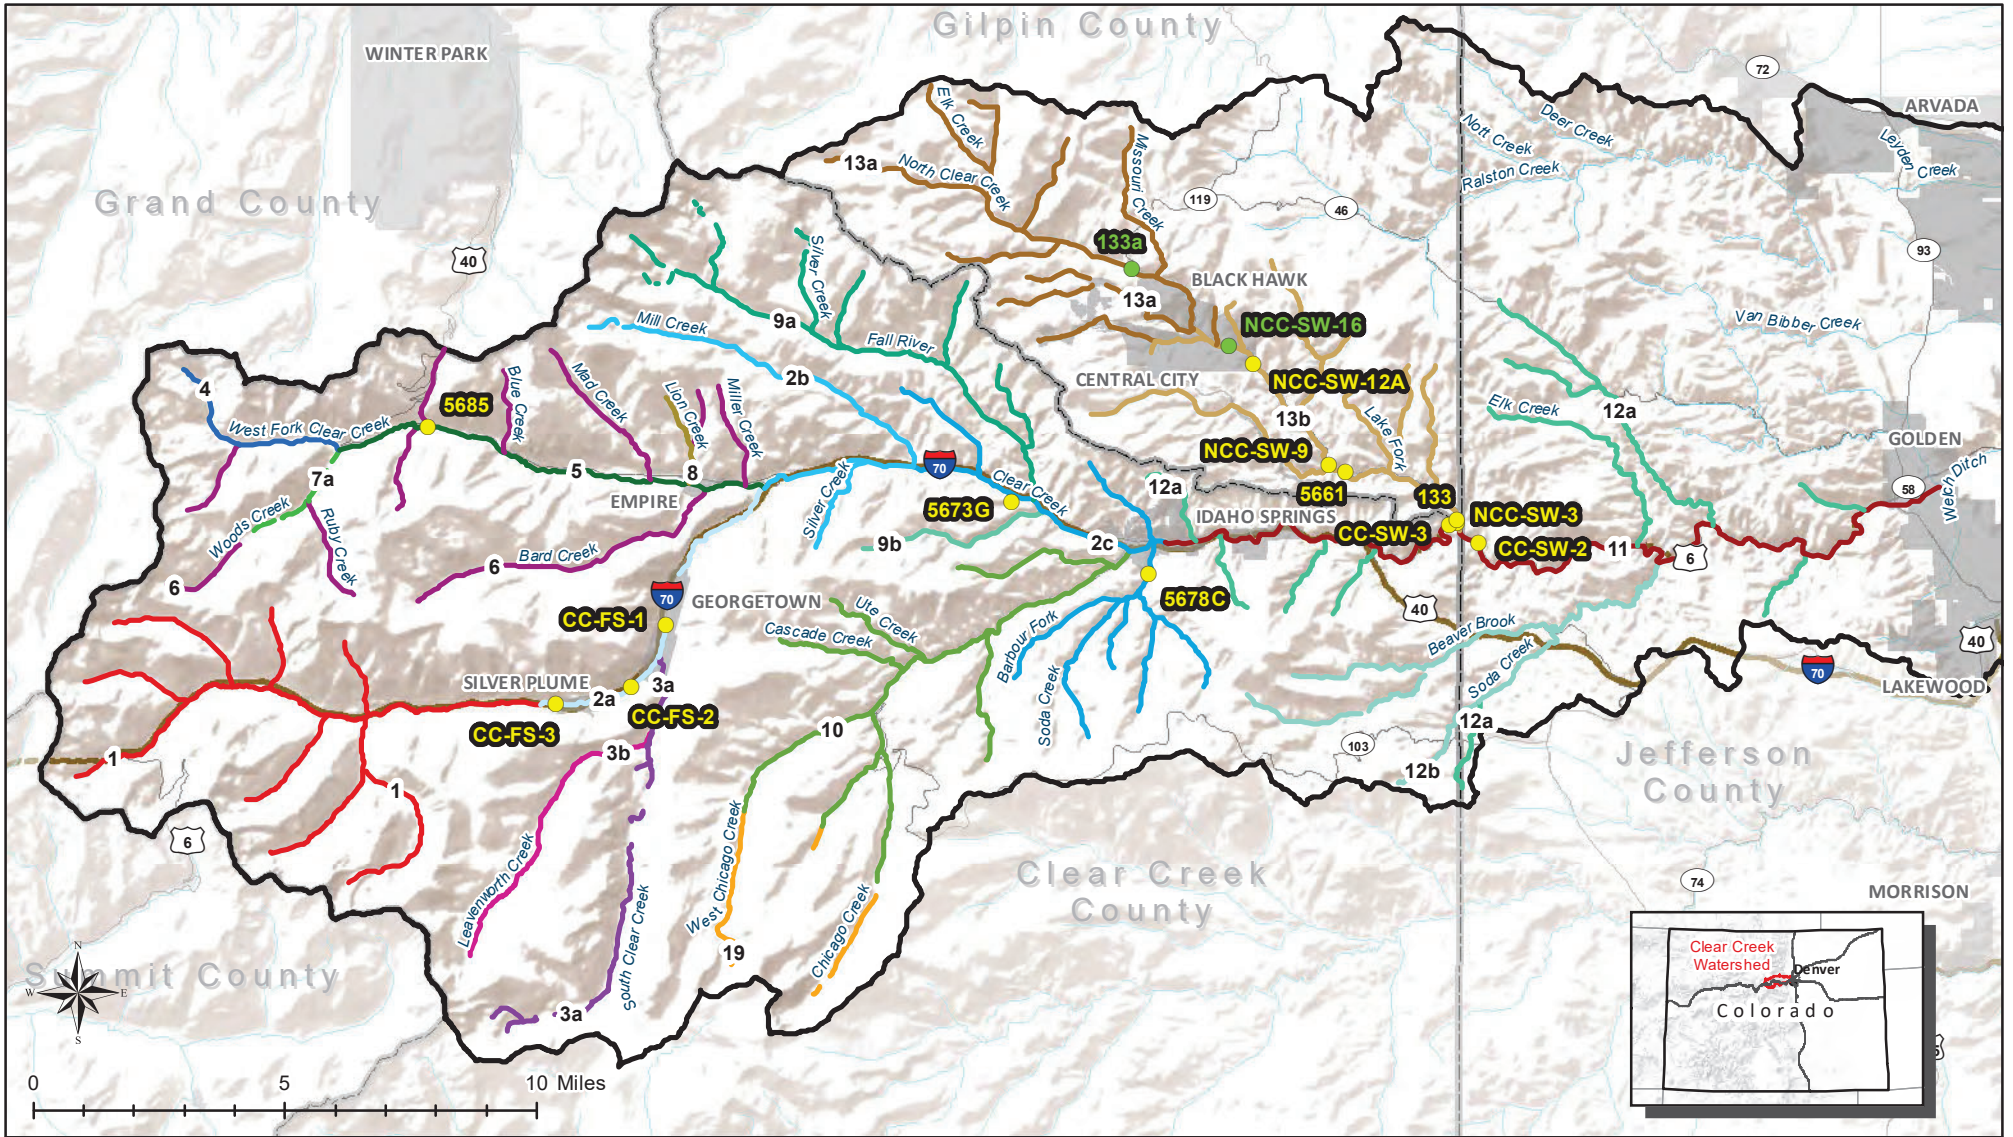 Gilpin County
WINTER PARK
72
ARVADA
Elk Creek
Nott Creek
Deer Creek
Leyden Creek
13a
North Clear Creek
Missouri Creek
Ralston Creek
Grand County
119
46
133a
93
40
Silver Creek
BLACK HAWK
13a
Mill Creek
9a
Fall River
NCC-SW-16
Van Bibber Creek
4
2b
Blue Creek
Mad Creek
Lion Creek
Miller Creek
CENTRAL CITY
NCC-SW-12A
5685
West Fork Clear Creek
13b
Lake Fork
Elk Creek
12a
GOLDEN
NCC-SW-9
7a
5
8
70
Clear Creek
12a
5661
133
58
Welch Ditch
EMPIRE
Silver Creek
5673G
IDAHO SPRINGS
NCC-SW-3
CC-SW-3
Woods Creek
Ruby Creek
9b
2c
CC-SW-2
11
6
Bard Creek
6
6
70
GEORGETOWN
5678C
40
CC-FS-1
Ute Creek
Cascade Creek
Barbour Fork
Beaver Brook
40
SILVER PLUME
2a
3a
Soda Creek
Soda Creek
70
LAKEWOOD
CC-FS-2
CC-FS-3
10
12a
1
3b
103
12b
Jefferson
County
1
6
West Chicago Creek
Leavenworth Creek
Clear Creek
County
74
MORRISON
South Clear Creek
Chicago Creek
19
Summit County
N
W
E
S
3a
Clear Creek
Watershed
Denver
Colorado
0
5
10 Miles